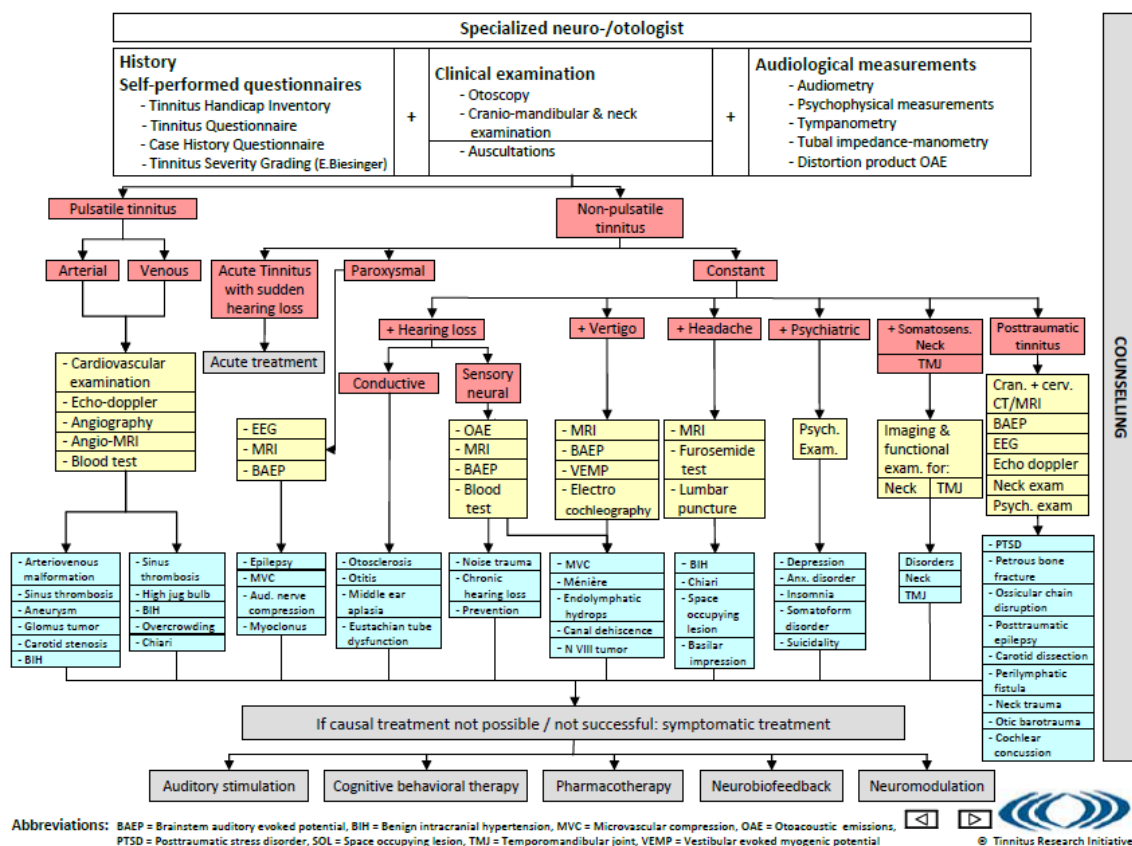 Specialized neuro-/otologist
History
Self-performed questionnaires
- Tinnitus Handicap Inventory
- Tinnitus Questionnaire
- Case History Questionnaire
- Tinnitus Severity Grading (E.Biesinger)
+
Clinical examination
- Otoscopy
- Cranio-mandibular & neck
examination
- Auscultations
+
Audiological measurements
- Audiometry
- Psychophysical measurements
- Tympanometry
- Tubal impedance-manometry
- Distortion product OAE
COUNSELLING
Pulsatile tinnitus
Non-pulsatile
tinnitus
Arterial
Venous
Acute Tinnitus
with sudden
hearing loss
Paroxysmal
Constant
+ Hearing loss
+ Vertigo
+ Headache
+ Psychiatric
+ Somatosens.
Neck
TMJ
Posttraumatic
tinnitus
Acute treatment
Conductive
Sensory
neural
- Cardiovascular
examination
- Echo-doppler
- Angiography
- Angio-MRI
- Blood test
- EEG
- MRI
- BAEP
- OAE
- MRI
- BAEP
- Blood
test
- MRI
- BAEP
- VEMP
- Electro
cochleography
- MRI
- Furosemide
test
- Lumbar
puncture
Psych.
Exam.
Imaging &
functional
exam. for:
Neck
TMJ
Cran. + cerv.
CT/MRI
BAEP
EEG
Echo doppler
Neck exam
Psych. exam
- Arteriovenous
malformation
- Sinus thrombosis
- Aneurysm
- Glomus tumor
- Carotid stenosis
- BIH
- Sinus
thrombosis
- High jug bulb
- BIH
- Overcrowding
- Chiari
- Epilepsy
- MVC
- Aud. nerve
compression
- Myoclonus
- Otosclerosis
- Otitis
- Middle ear
aplasia
- Eustachian tube
dysfunction
- Noise trauma
- Chronic
hearing loss
- Prevention
- MVC
- Ménière
- Endolymphatic
hydrops
- Canal dehiscence
- N VIII tumor
- BIH
- Chiari
- Space
occupying
lesion
- Basilar
impression
- Depression
- Anx. disorder
- Insomnia
- Somatoform
disorder
- Suicidality
Disorders
Neck
TMJ
- PTSD
- Petrous bone
fracture
- Ossicular chain
disruption
- Posttraumatic
epilepsy
- Carotid dissection
- Perilymphatic
fistula
- Neck trauma
- Otic barotrauma
- Cochlear
concussion
If causal treatment not possible / not successful: symptomatic treatment
Auditory stimulation
Cognitive behavioral therapy
Pharmacotherapy
Neurobiofeedback
Neuromodulation
Abbreviations: BAEP = Brainstem auditory evoked potential, BIH = Benign intracranial hypertension, MVC = Microvascular compression, OAE = Otoacoustic emissions,
PTSD = Posttraumatic stress disorder, SOL = Space occupying lesion, TMJ = Temporomandibular joint, VEMP = Vestibular evoked myogenic potential
© Tinnitus Research Initiative